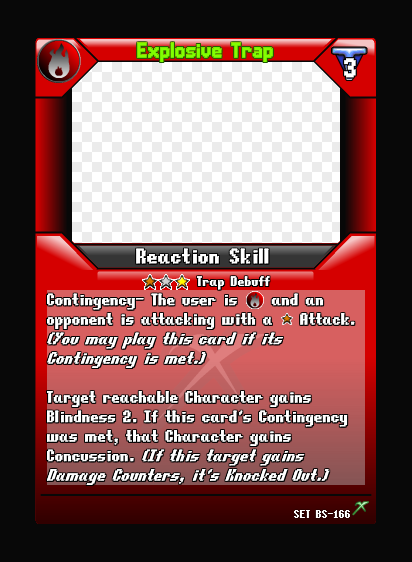 Explosive Trap
3
Reaction Skill
Trap Debuff
Contingency- The user is and an
opponent is attacking with a Attack.
(You may play this card if its
Contingency is met.)
Target reachable Character gains
Blindness 2. If this card's Contingency
was met, that Character gains
Concussion. (If this target gains
Damage Counters, it's Knocked Out.)
SET BS-166